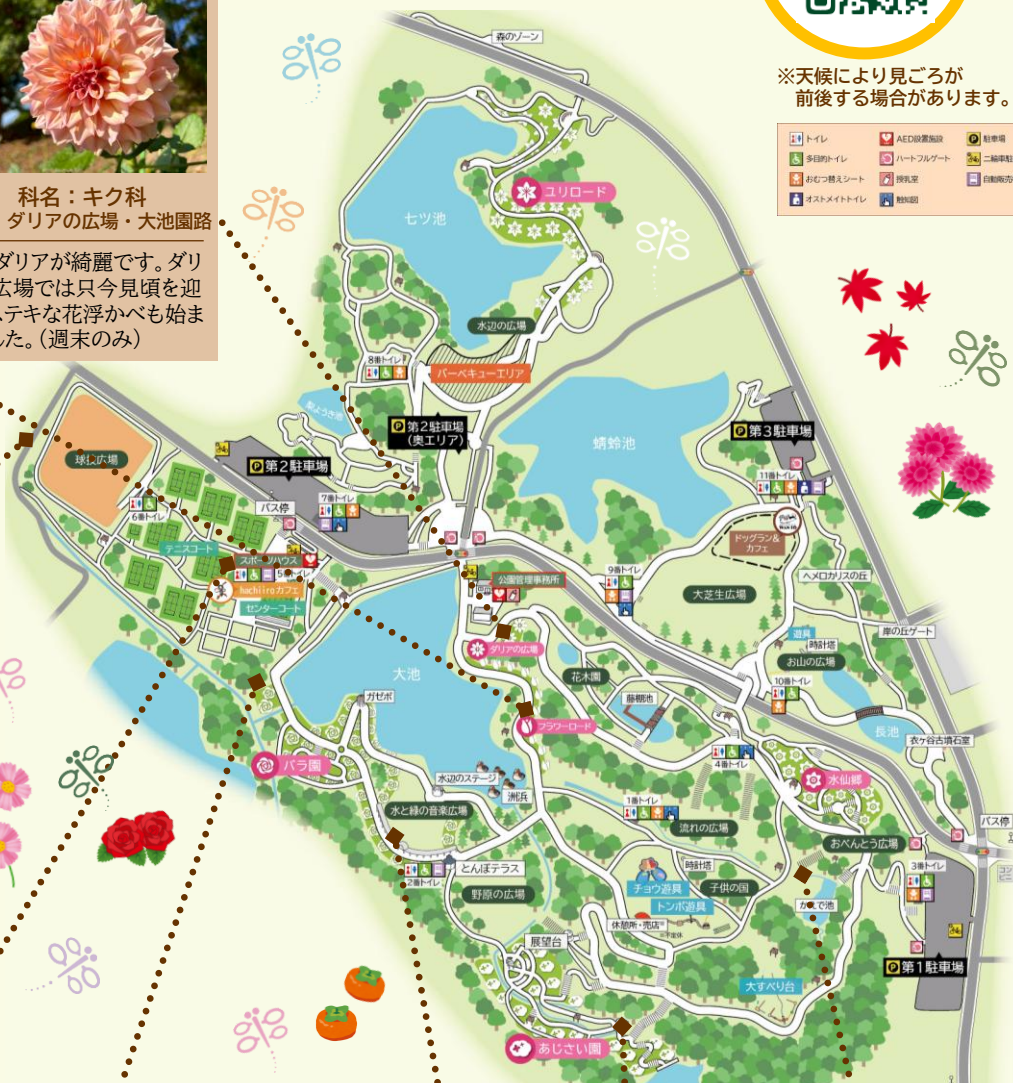 科名：キク科
ダリアの広場・大池園路
ダリアが綺麗です。ダリ
広場では只今見頃を迎
ステキな花浮かべも始ま
した。(週末のみ)
※天候により見ごろが
前後する場合があります。
トイレ
AED設置施設
駐車場
多目的トイレ
ハートフルゲート
二輪車駐
おむつ替えシート
授乳室
自動販売
オストメイトトイレ
触知図
森のゾーン
ユリロード
七ツ池
水辺の広場
8番トイレ
バーベキューエリア
P第2駐車場
(奥エリア)
蜻蛉池
P第3駐車場
11番トイレ
球技広場
P第2駐車場
7番トイレ
バス停
6番トイレ
テニスコート
スポーツハウス
hachiiroカフェ
センターコート
公園管理事務所
9番トイレ
ドッグラン&
カフェ
大芝生広場
ヘメロカリスの丘
岸の丘ゲート
遊具
時計塔
お山の広場
10番トイレ
長池
衣ヶ谷古墳石室
ダリアの広場
花木園
藤棚池
大池
ガゼボ
フラワーロード
4番トイレ
水仙郷
バラ園
水辺のステージ
洲浜
水と緑の音楽広場
1番トイレ
流れの広場
おべんとう広場
バス停
3番トイレ
とんぼテラス
2番トイレ
野原の広場
時計塔
チョウ遊具
子供の国
トンボ遊具
かえで池
休憩所・売店
展望台
P第1駐車場
大すべり台
あじさい園